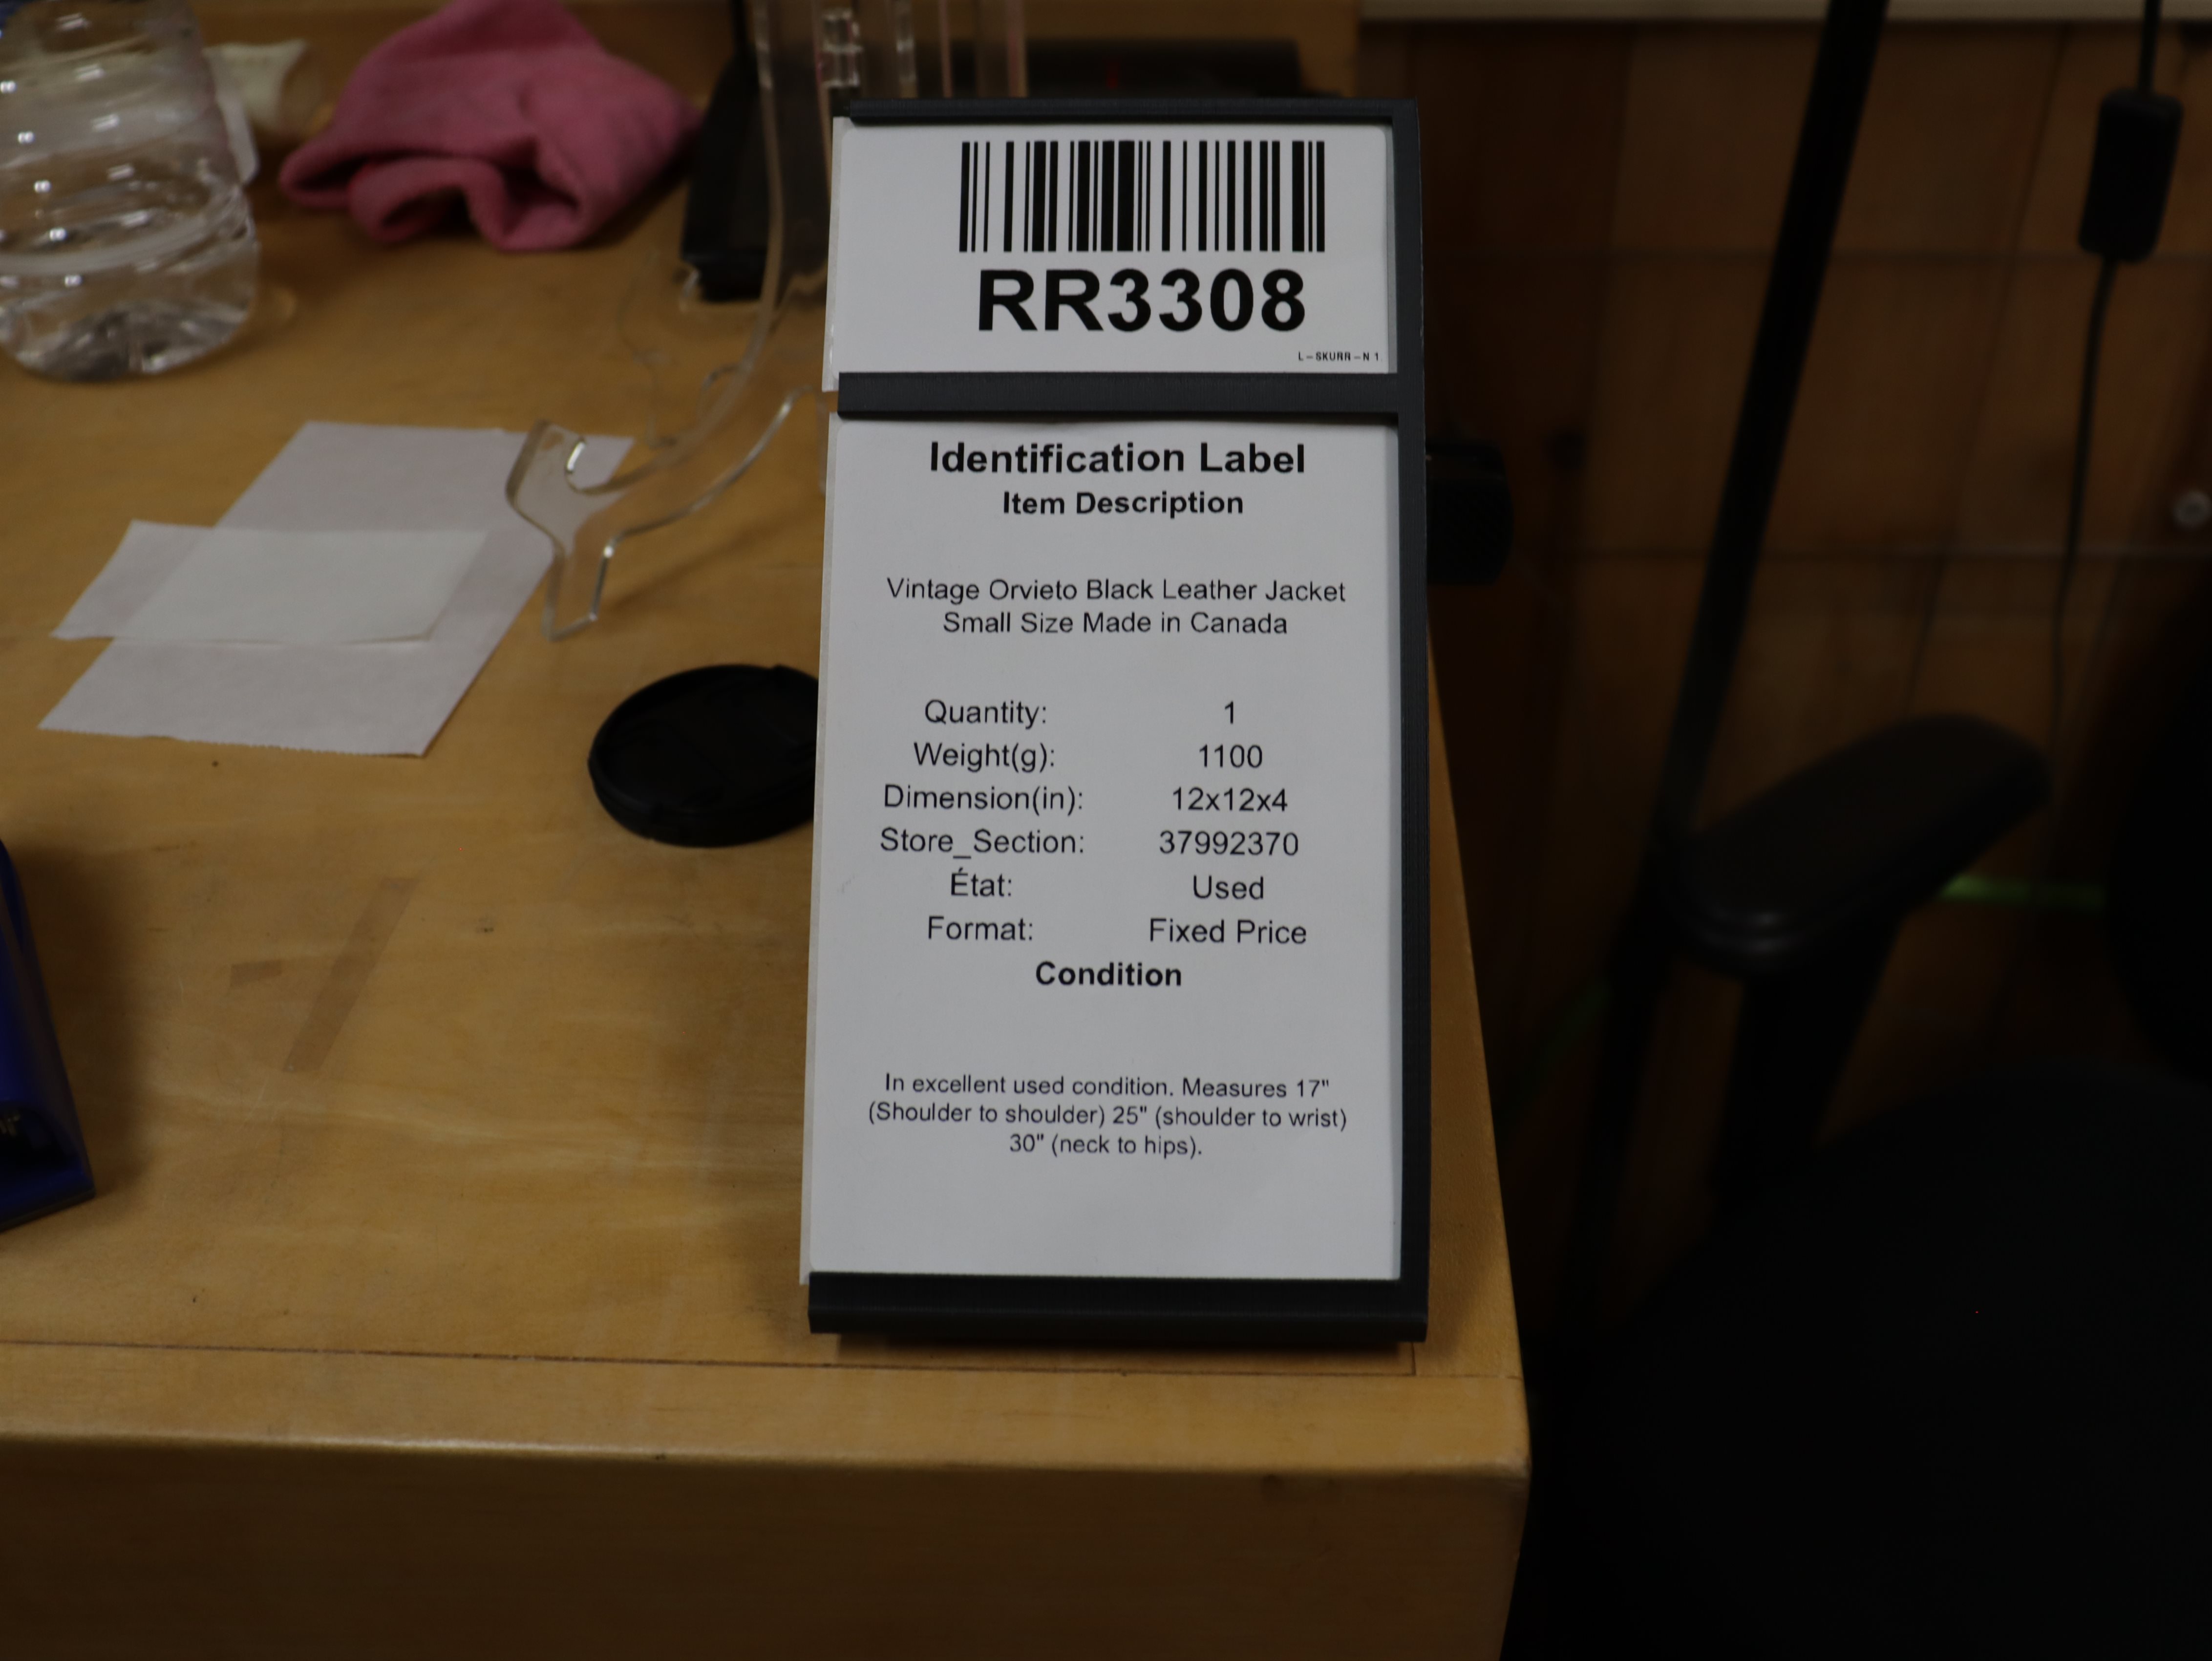 RR3308
L-SKURR-N 1
Identification Label
Item Description
Vintage Orvieto Black Leather Jacket
Small Size Made in Canada
Quantity: 1
Weight(g): 1100
Dimension(in): 12x12x4
Store_Section: 37992370
État: Used
Format: Fixed Price
Condition
In excellent used condition. Measures 17"
(Shoulder to shoulder) 25" (shoulder to wrist)
30" (neck to hips).